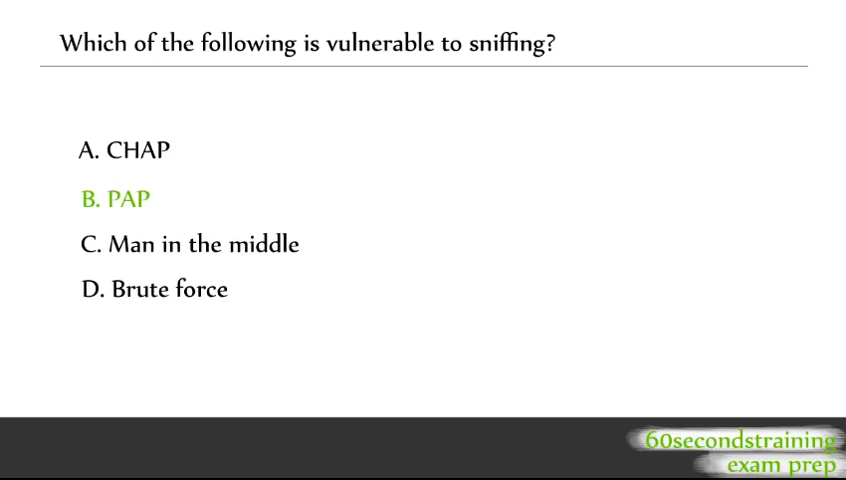 Which of the following is vulnerable to sniffing?
A. CHAP
B. PAP
C. Man in the middle
D. Brute force
60secondstraining
exam prep